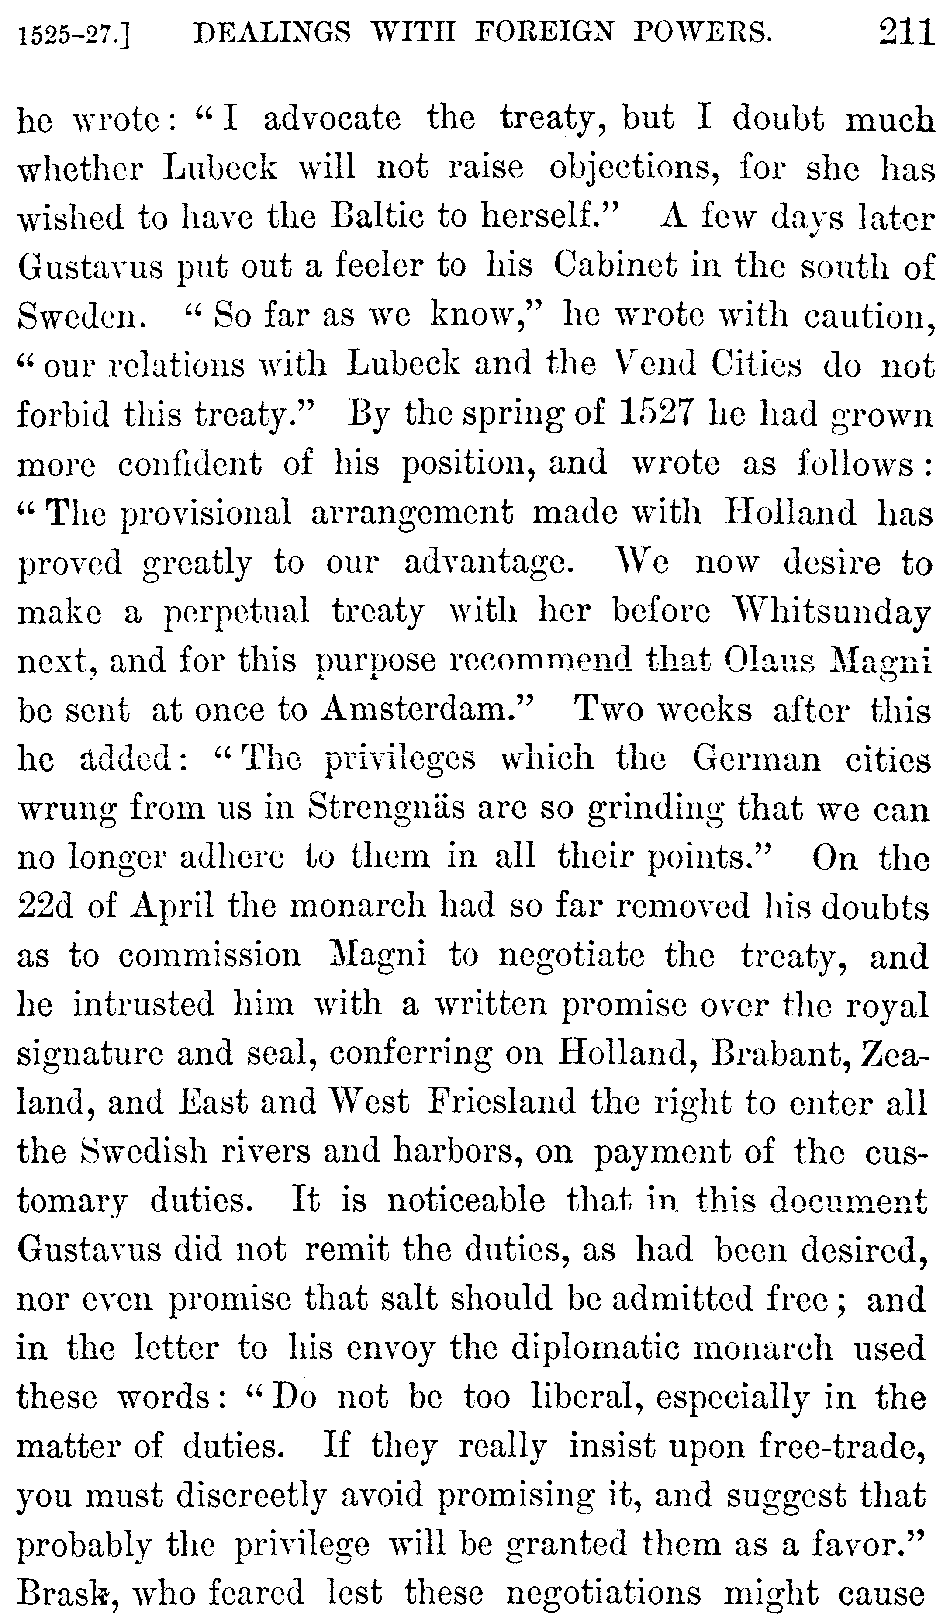 1525-27.] DEALINGS WITH FOREIGN POWERS. 211
he wrote: “I advocate the treaty, but I doubt much
whether Lubeck will not raise objections, for she has
wished to have the Baltic to herself.” A few days later
Gustavus put out a feeler to his Cabinet in the south of
Sweden. “So far as we know,” he wrote with caution,
“our relations with Lubeck and the Vend Cities do not
forbid this treaty.” By the spring of 1527 he had grown
more confident of his position, and wrote as follows:
“The provisional arrangement made with Holland has
proved greatly to our advantage. We now desire to
make a perpetual treaty with her before Whitsunday
next, and for this purpose recommend that Olaus Magni
be sent at once to Amsterdam.” Two weeks after this
he added: “The privileges which the German cities
wrung from us in Strengnäs are so grinding that we can
no longer adhere to them in all their points.” On the
22d of April the monarch had so far removed his doubts
as to commission Magni to negotiate the treaty, and
he intrusted him with a written promise over the royal
signature and seal, conferring on Holland, Brabant, Zea-
land, and East and West Friesland the right to enter all
the Swedish rivers and harbors, on payment of the cus-
tomary duties. It is noticeable that in this document
Gustavus did not remit the duties, as had been desired,
nor even promise that salt should be admitted free; and
in the letter to his envoy the diplomatic monarch used
these words: “Do not be too liberal, especially in the
matter of duties. If they really insist upon free-trade,
you must discreetly avoid promising it, and suggest that
probably the privilege will be granted them as a favor.”
Brask, who feared lest these negotiations might cause